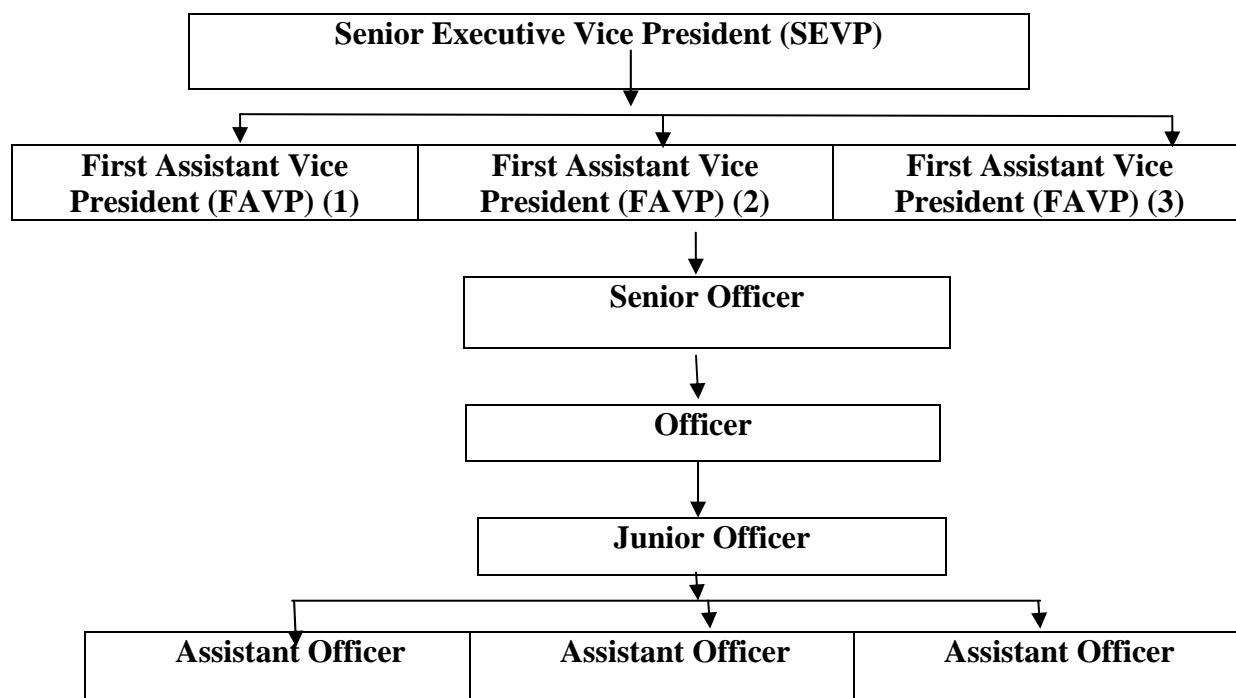 Senior Executive Vice President (SEVP)
First Assistant Vice
President (FAVP) (1)
First Assistant Vice
President (FAVP) (2)
First Assistant Vice
President (FAVP) (3)
Senior Officer
Officer
Junior Officer
Assistant Officer
Assistant Officer
Assistant Officer